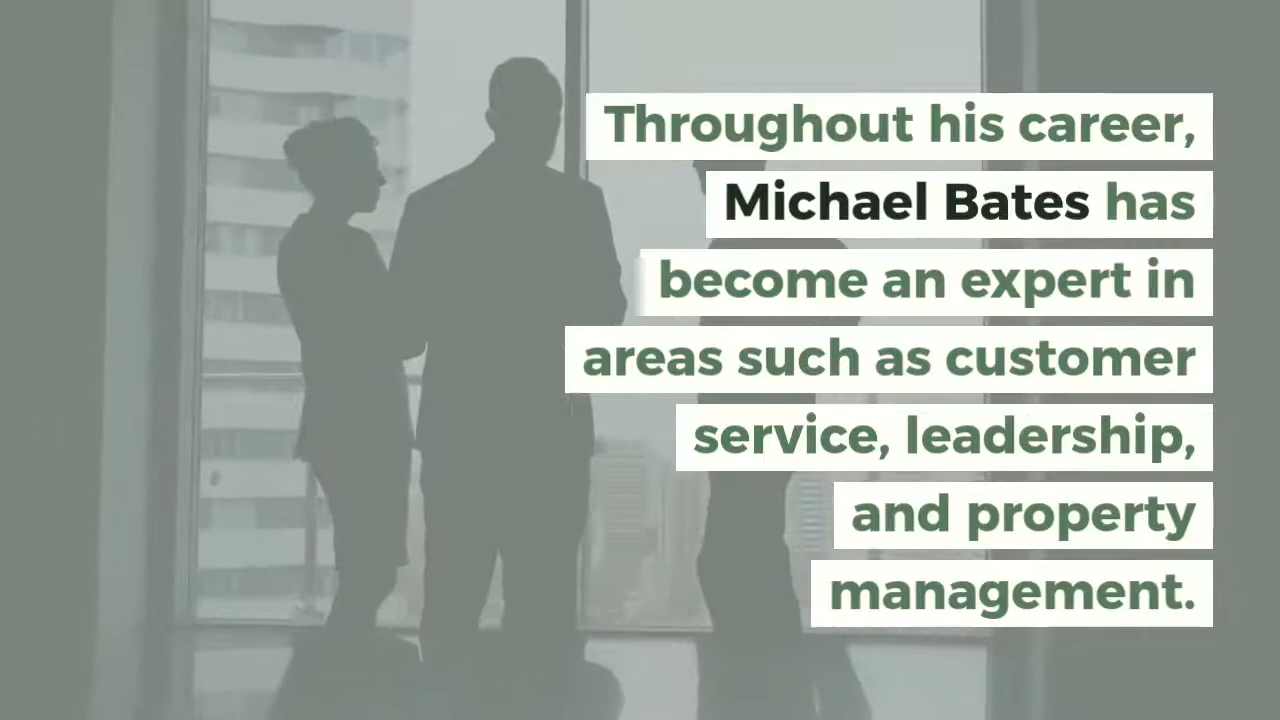 Throughout his career,
Michael Bates has
become an expert in
areas such as customer
service, leadership,
and property
management.